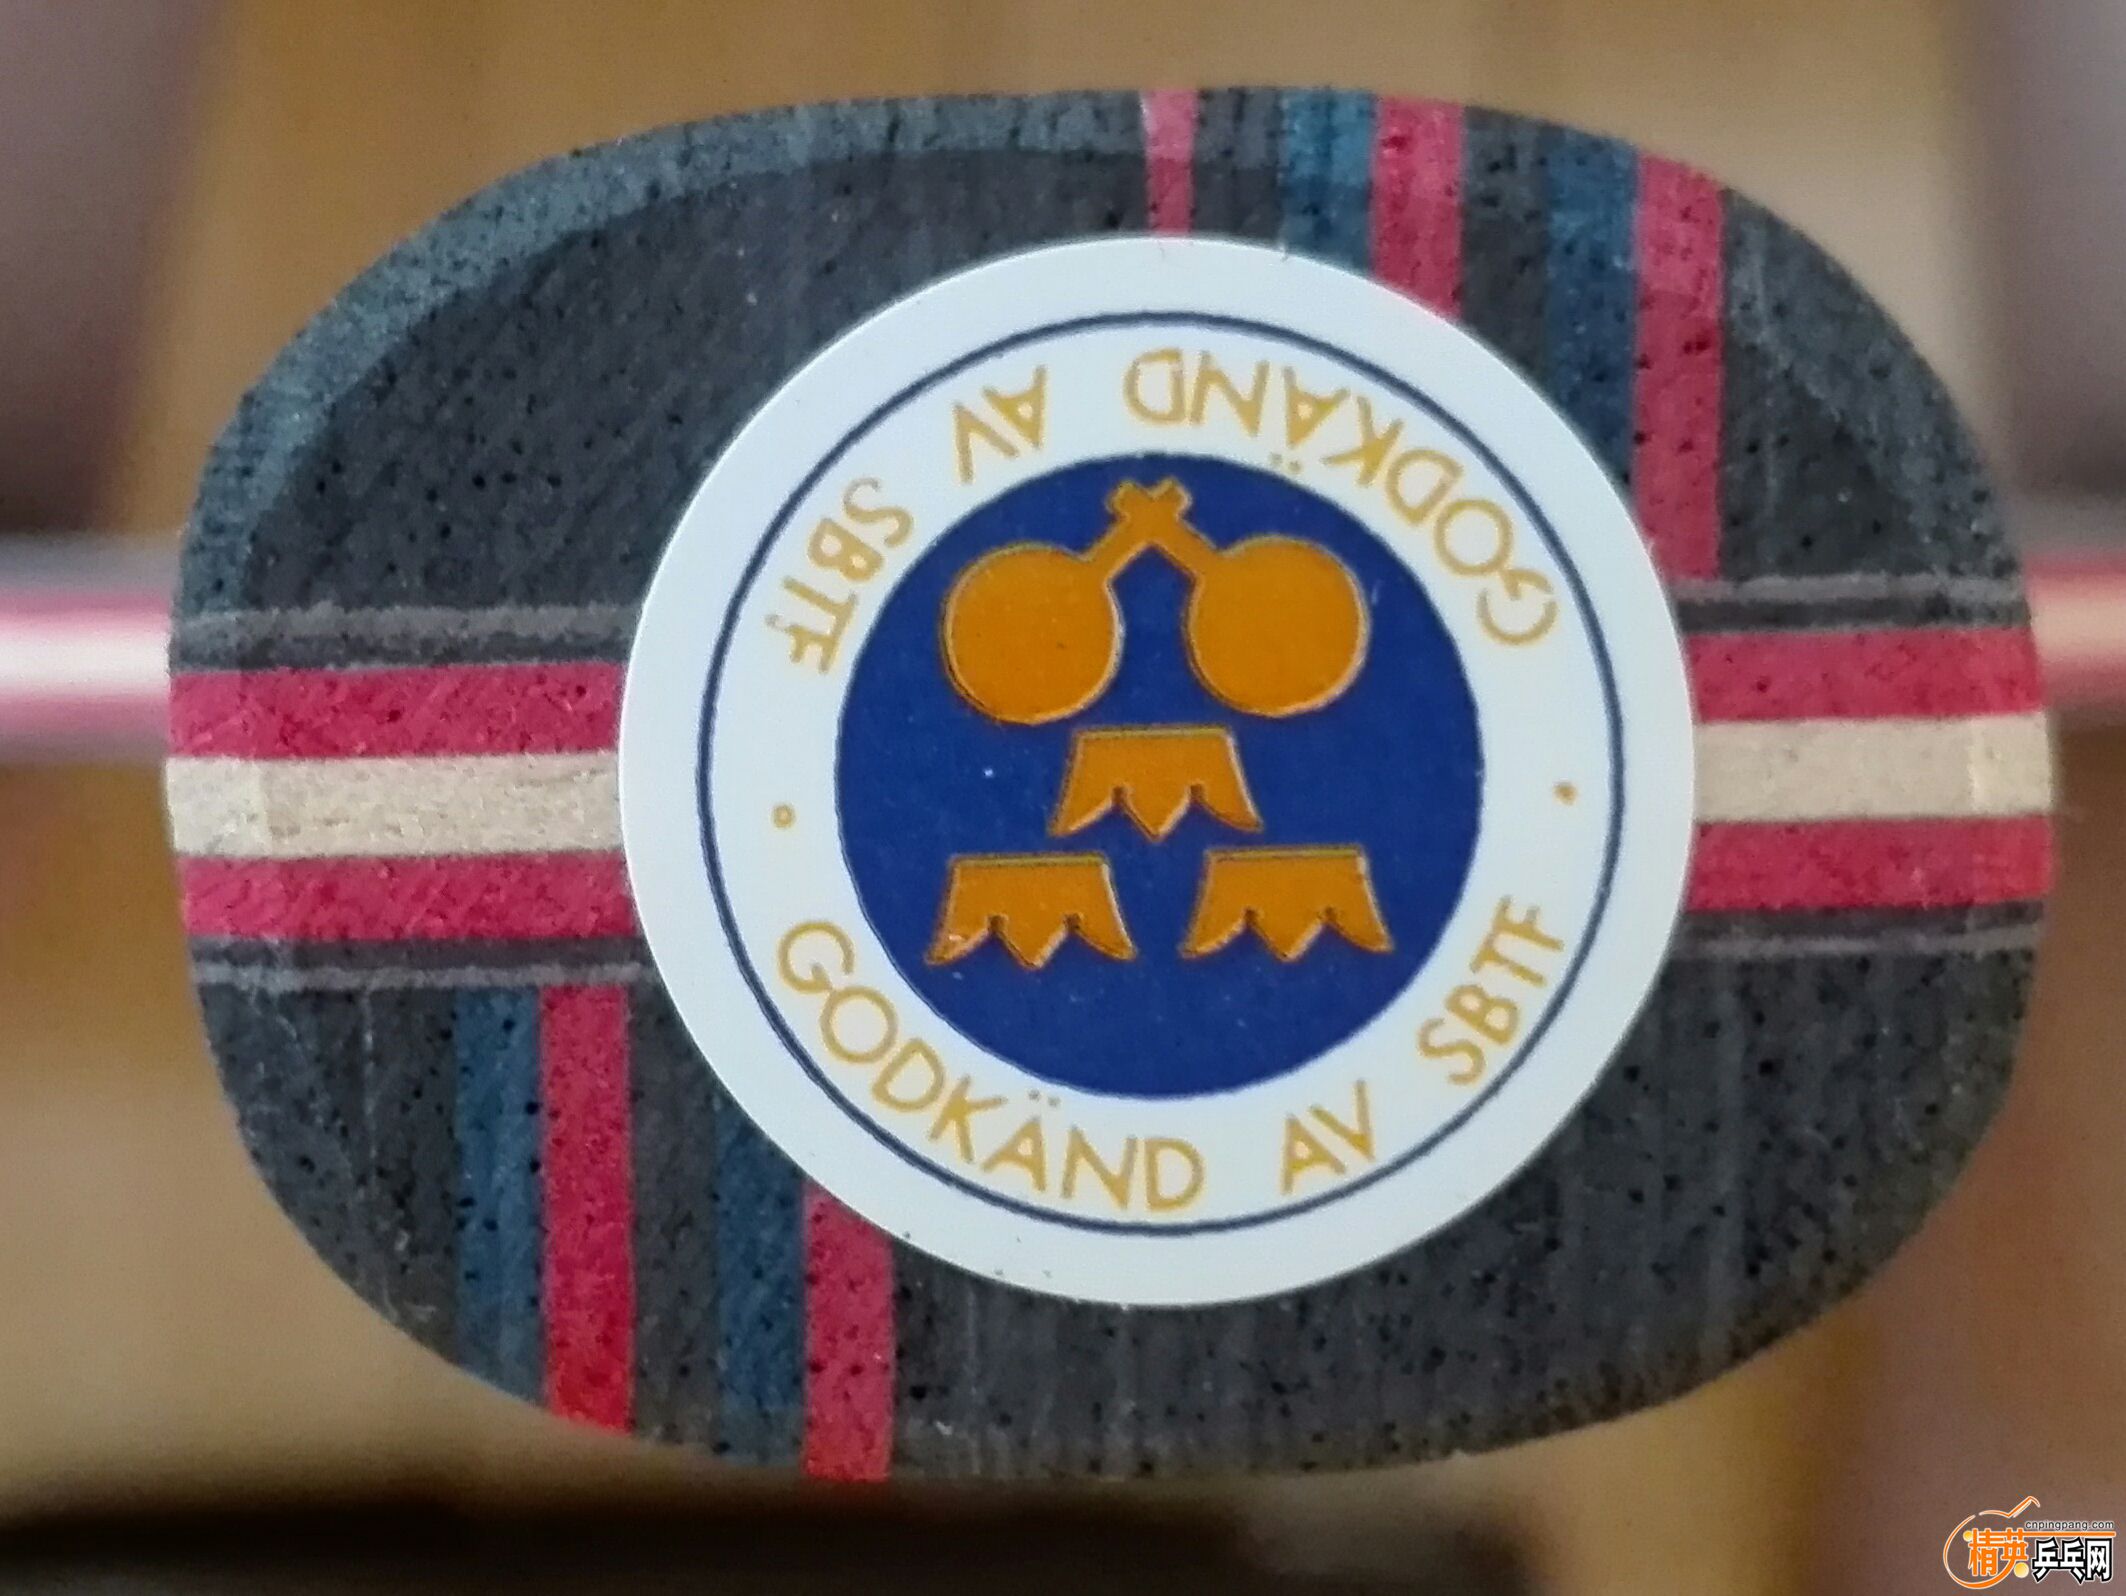 GODKÄND AV SBTF
GODKÄND AV SBTF
cnpingpang.com
精英乒乓网